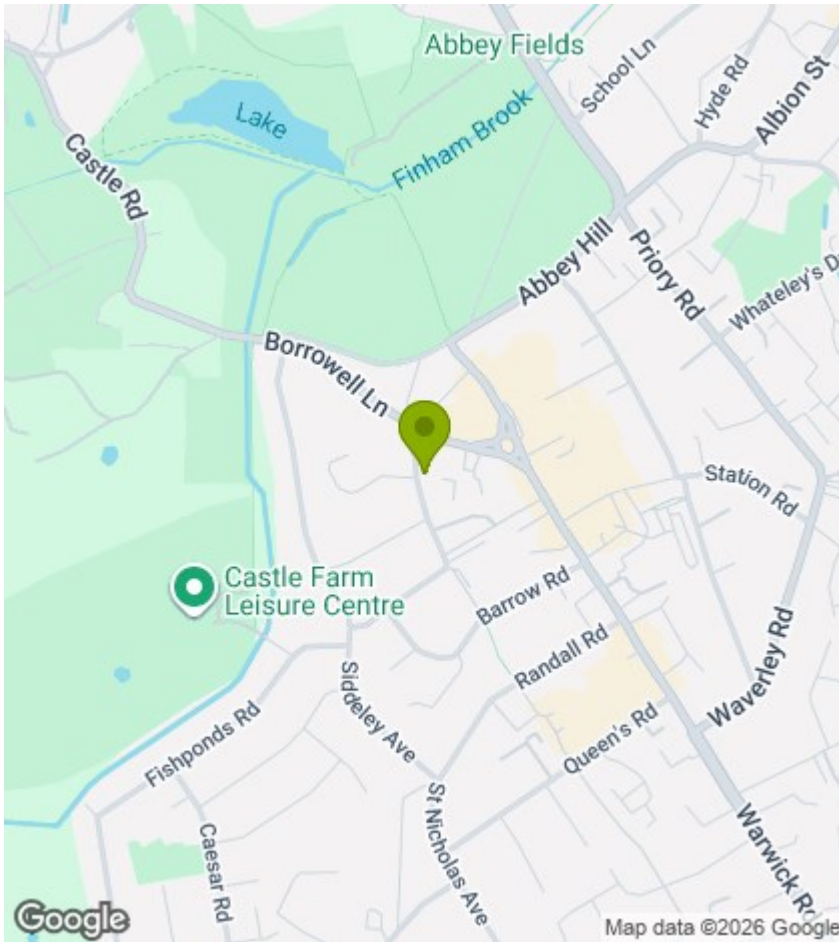 Abbey Fields
School Ln
Hyde Rd
Albion St
Lake
Finham Brook
Castle Rd
Abbey Hill
Priory Rd
Whateley's D
Borrowell Ln
Station Rd
Castle Farm
Leisure Centre
Barrow Rd
Randall Rd
Waverley Rd
Siddeley Ave
Queen's Rd
Fishponds Rd
St Nicholas Ave
Caesar Rd
Warwick Rd
Google
Map data ©2026 Google